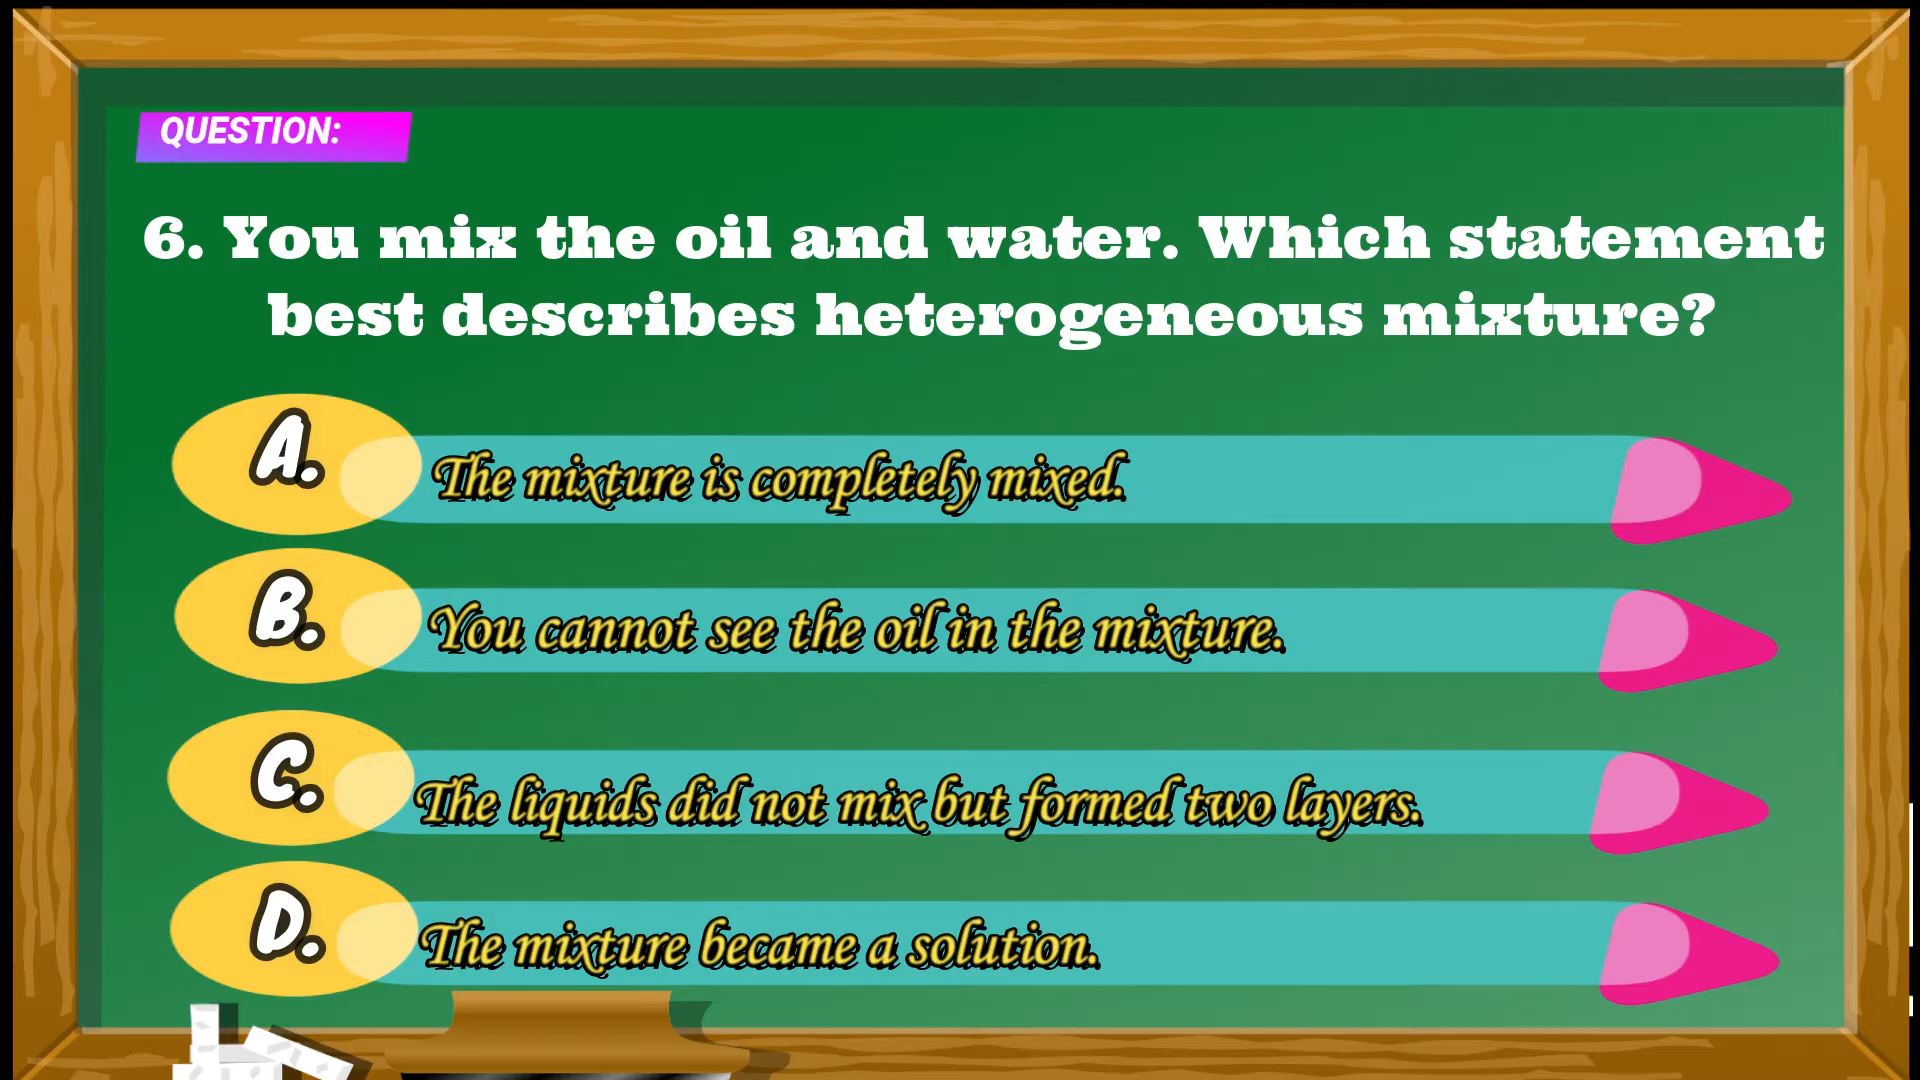 QUESTION:
6. You mix the oil and water. Which statement
best describes heterogeneous mixture?
A. The mixture is completely mixed.
B. You cannot see the oil in the mixture.
C. The liquids did not mix but formed two layers.
D. The mixture became a solution.